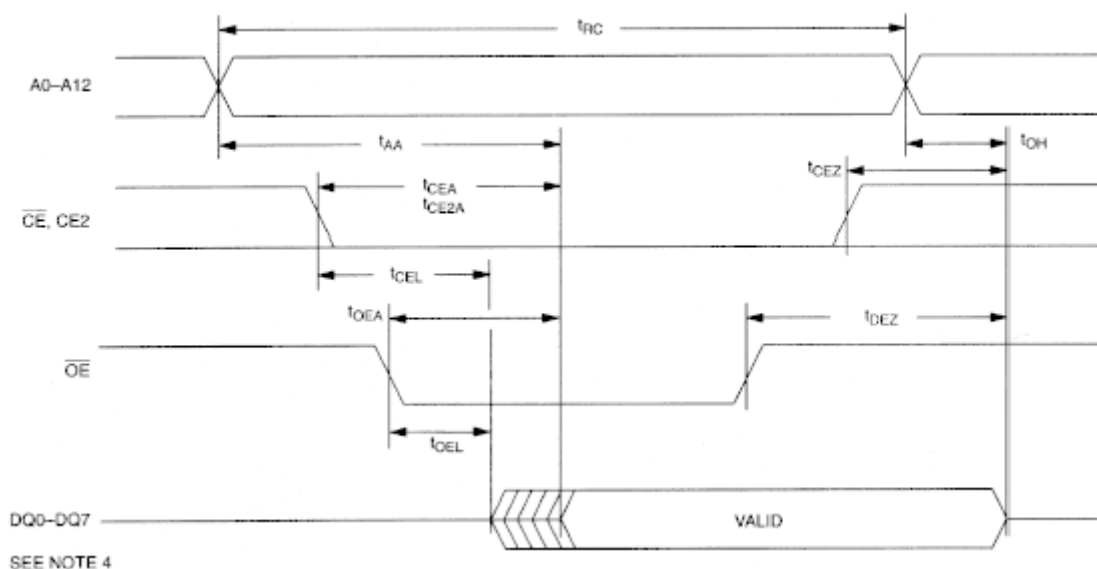 tRC
A0–A12
tAA
tOH
tCEZ
tCEA
tCE2A
CE, CE2
tCEL
tOEA
tDEZ
OE
tOEL
DQ0–DQ7
VALID
SEE NOTE 4